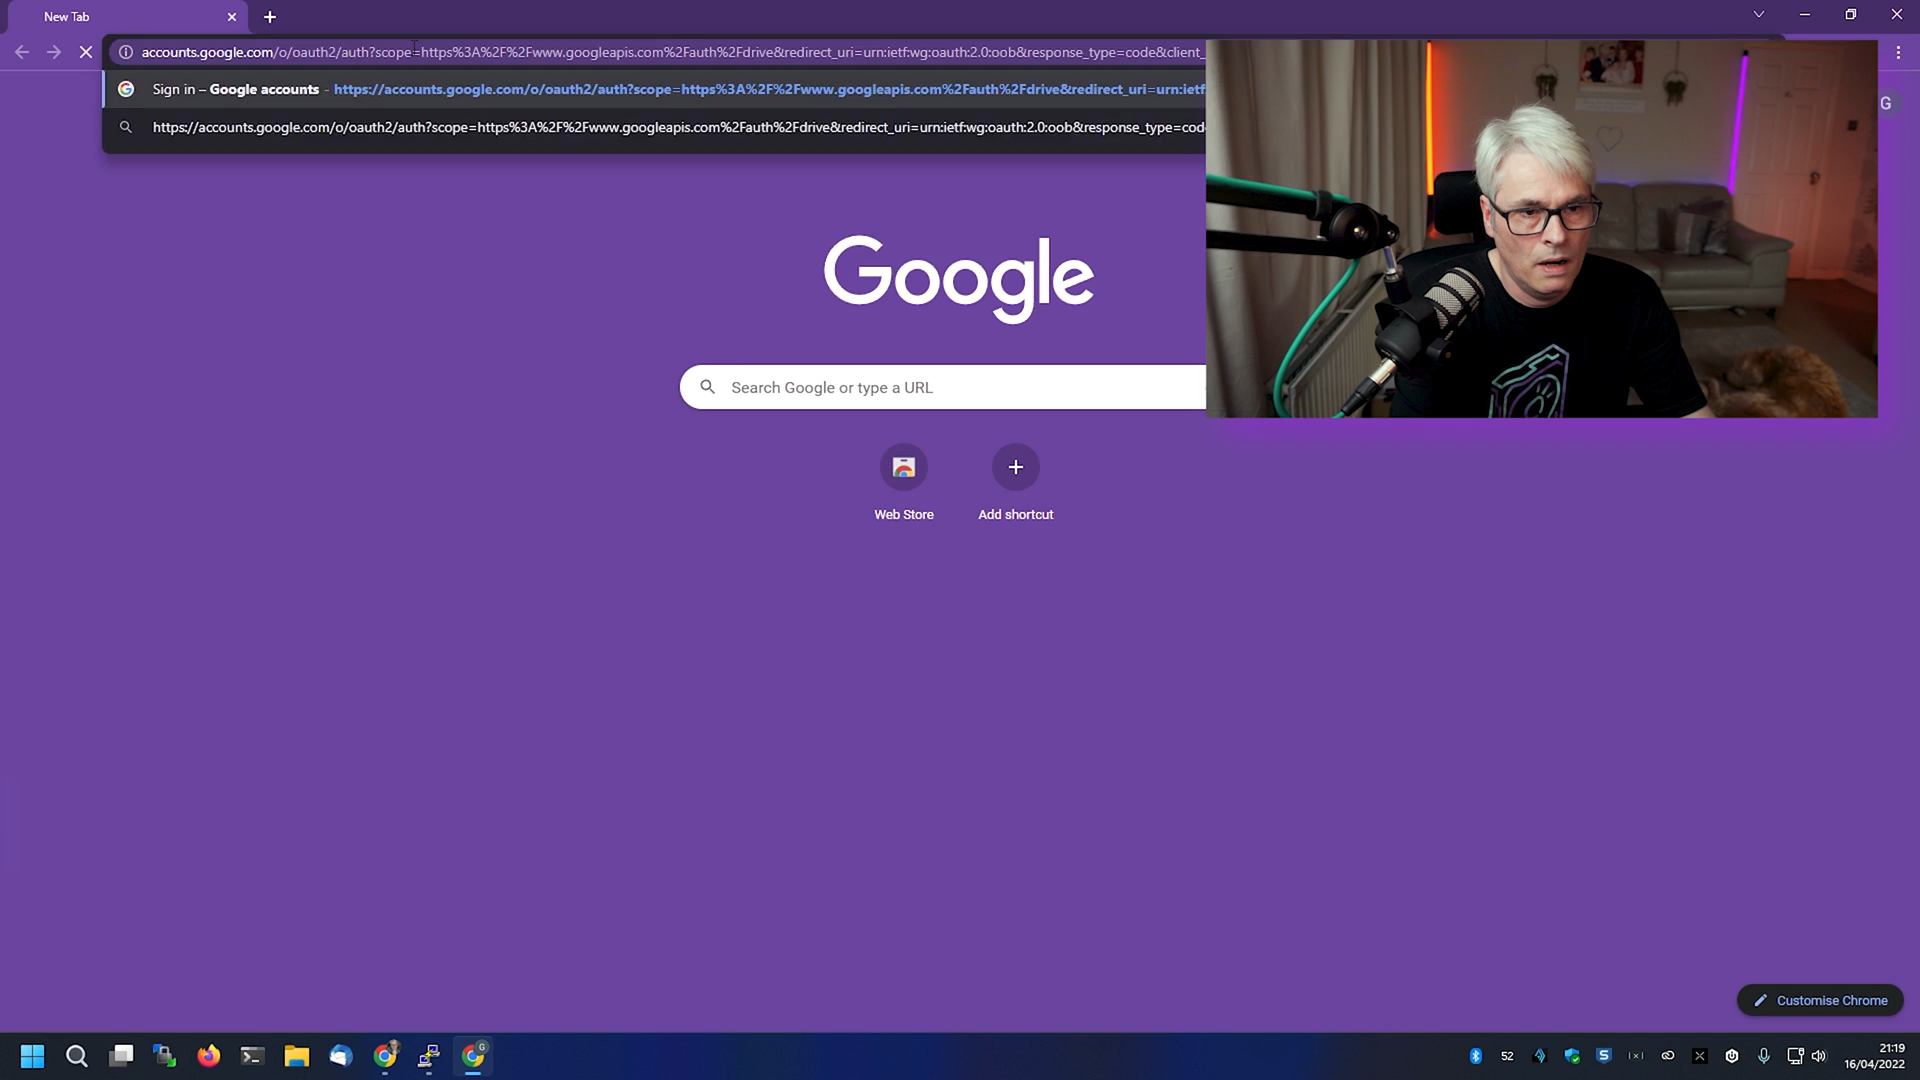 New Tab
accounts.google.com/o/oauth2/auth?scope=https%3A%2F%2Fwww.googleapis.com%2Fauth%2Fdrive&redirect_uri=urn:ietf:wg:oauth:2.0:oob&response_type=code&client_
Sign in – Google accounts - https://accounts.google.com/o/oauth2/auth?scope=https%3A%2F%2Fwww.googleapis.com%2Fauth%2Fdrive&redirect_uri=urn:ietf
https://accounts.google.com/o/oauth2/auth?scope=https%3A%2F%2Fwww.googleapis.com%2Fauth%2Fdrive&redirect_uri=urn:ietf:wg:oauth:2.0:oob&response_type=cod
G
Google
Search Google or type a URL
Web Store
Add shortcut
Customise Chrome
52
21:19
16/04/2022